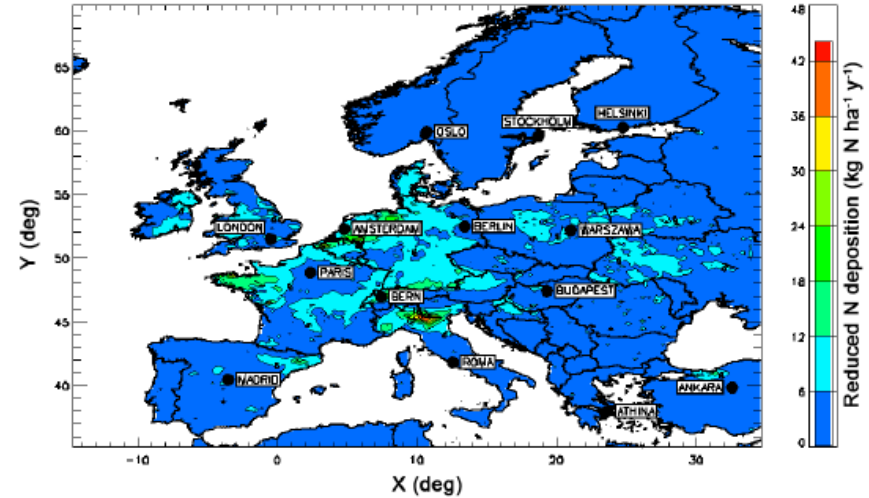 48
65
42
HELSINKI
STOCKHOLM
60
OSLO
36
55
30
LONDON
AMSTERDAM
BERLIN
WARSZAWA
24
50
PARIS
BUDAPEST
18
BERN
45
12
ROMA
40
MADRID
ANKARA
6
ATHINA
0
-10 0 10 20 30
X (deg)
Y (deg)
Reduced N deposition (kg N ha⁻¹ y⁻¹)